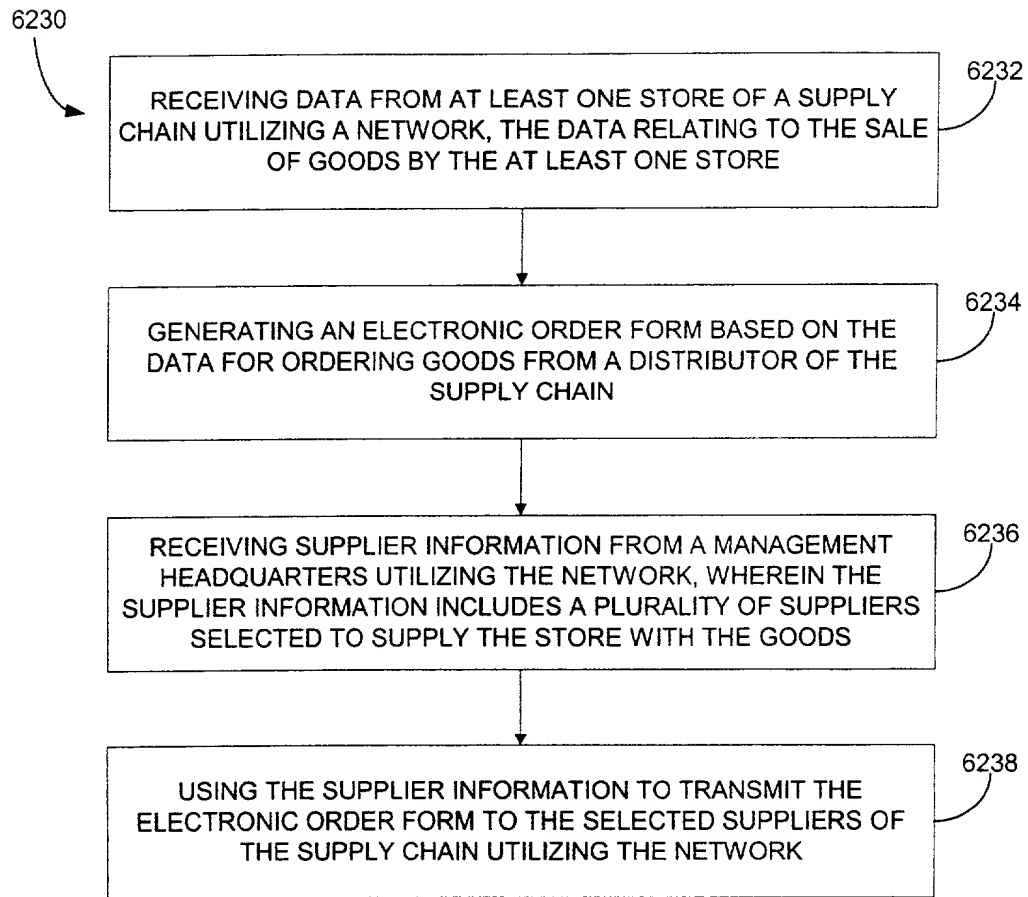 6230
6232
RECEIVING DATA FROM AT LEAST ONE STORE OF A SUPPLY
CHAIN UTILIZING A NETWORK, THE DATA RELATING TO THE SALE
OF GOODS BY THE AT LEAST ONE STORE
6234
GENERATING AN ELECTRONIC ORDER FORM BASED ON THE
DATA FOR ORDERING GOODS FROM A DISTRIBUTOR OF THE
SUPPLY CHAIN
6236
RECEIVING SUPPLIER INFORMATION FROM A MANAGEMENT
HEADQUARTERS UTILIZING THE NETWORK, WHEREIN THE
SUPPLIER INFORMATION INCLUDES A PLURALITY OF SUPPLIERS
SELECTED TO SUPPLY THE STORE WITH THE GOODS
6238
USING THE SUPPLIER INFORMATION TO TRANSMIT THE
ELECTRONIC ORDER FORM TO THE SELECTED SUPPLIERS OF
THE SUPPLY CHAIN UTILIZING THE NETWORK